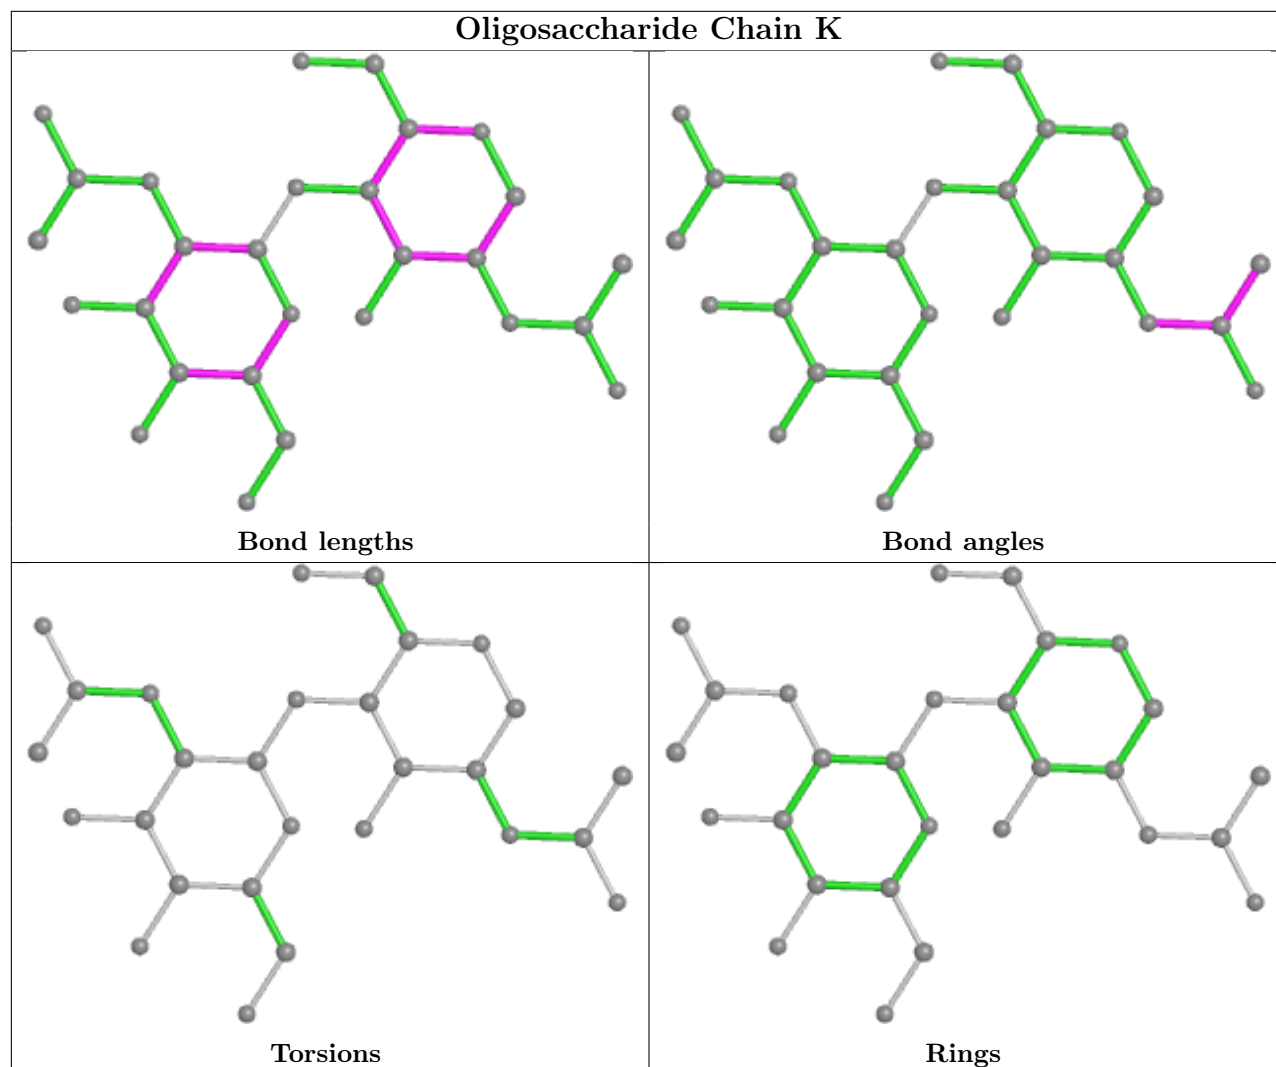 Oligosaccharide Chain K
Bond lengths
Bond angles
Torsions
Rings